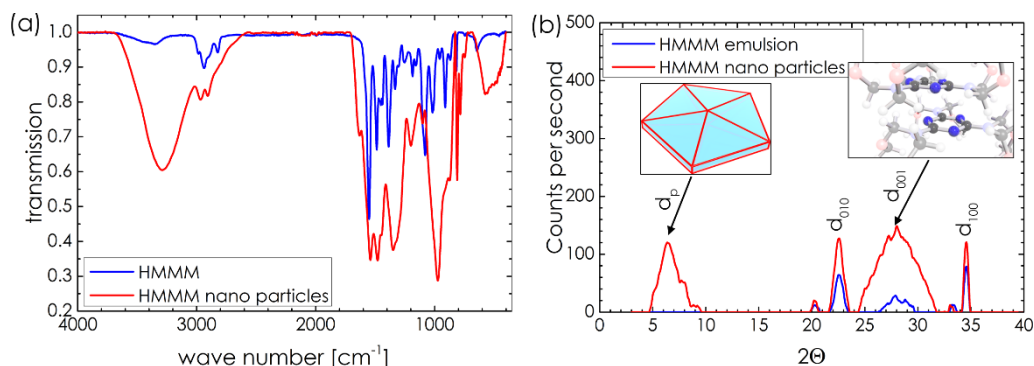 (a)
1.0
0.9
0.8
0.7
0.6
0.5
0.4
0.3
0.2
transmission
HMMM
HMMM nano particles
4000
3000
2000
1000
wave number [cm⁻¹]
(b)
500
400
300
200
100
0
Counts per second
HMMM emulsion
HMMM nano particles
dₚ
d₀₁₀
d₀₀₁
d₁₀₀
0
5
10
15
20
25
30
35
40
2Θ